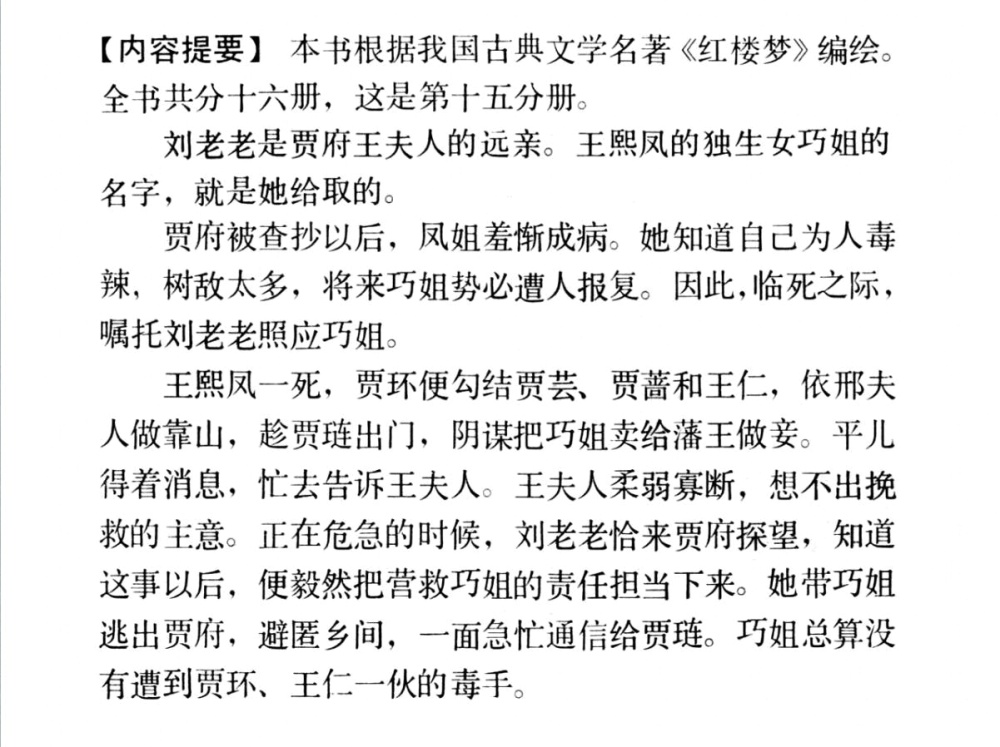 【内容提要】 本书根据我国古典文学名著《红楼梦》编绘。
全书共分十六册，这是第十五分册。
刘老老是贾府王夫人的远亲。王熙凤的独生女巧姐的
名字，就是她给取的。
贾府被查抄以后，凤姐羞惭成病。她知道自己为人毒
辣，树敌太多，将来巧姐势必遭人报复。因此，临死之际，
嘱托刘老老照应巧姐。
王熙凤一死，贾环便勾结贾芸、贾蔷和王仁，依邢夫
人做靠山，趁贾琏出门，阴谋把巧姐卖给藩王做妾。平儿
得着消息，忙去告诉王夫人。王夫人柔弱寡断，想不出挽
救的主意。正在危急的时候，刘老老恰来贾府探望，知道
这事以后，便毅然把营救巧姐的责任担当下来。她带巧姐
逃出贾府，避匿乡间，一面急忙通信给贾琏。巧姐总算没
有遭到贾环、王仁一伙的毒手。